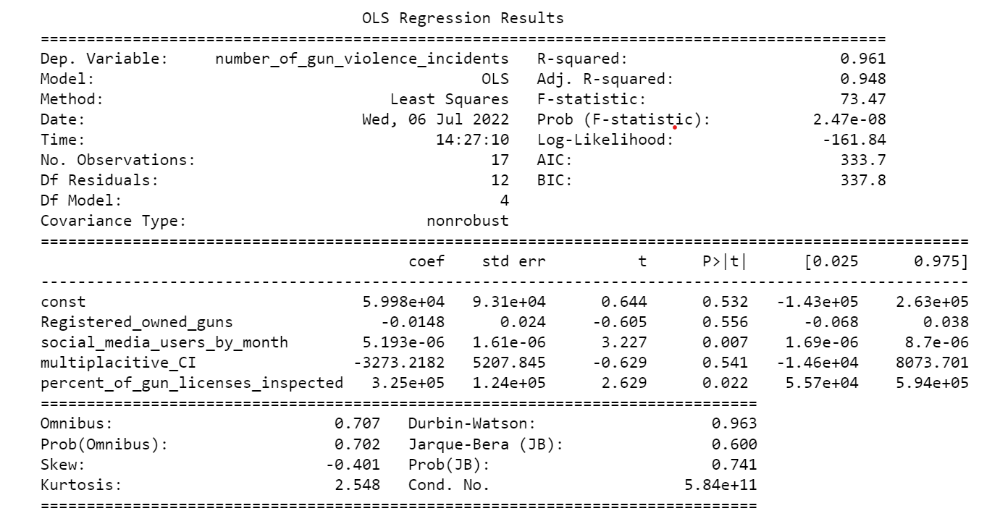 OLS Regression Results
==============================================================================================
Dep. Variable:     number_of_gun_violence_incidents   R-squared:                       0.961
Model:                                          OLS   Adj. R-squared:                  0.948
Method:                               Least Squares   F-statistic:                     73.47
Date:                              Wed, 06 Jul 2022   Prob (F-statistic):           2.47e-08
Time:                                      14:27:10   Log-Likelihood:                -161.84
No. Observations:                                17   AIC:                             333.7
Df Residuals:                                    12   BIC:                             337.8
Df Model:                                         4
Covariance Type:                          nonrobust
=======================================================================================================
                                        coef    std err          t      P>|t|      [0.025      0.975]
-------------------------------------------------------------------------------------------------------
const                              5.998e+04   9.31e+04      0.644      0.532   -1.43e+05    2.63e+05
Registered_owned_guns                -0.0148      0.024     -0.605      0.556      -0.068       0.038
social_media_users_by_month        5.193e-06   1.61e-06      3.227      0.007    1.69e-06     8.7e-06
multiplacitive_CI                 -3273.2182   5207.845     -0.629      0.541   -1.46e+04    8073.701
percent_of_gun_licenses_inspected   3.25e+05   1.24e+05      2.629      0.022    5.57e+04    5.94e+05
==============================================================================
Omnibus:                        0.707   Durbin-Watson:                   0.963
Prob(Omnibus):                  0.702   Jarque-Bera (JB):                0.600
Skew:                          -0.401   Prob(JB):                        0.741
Kurtosis:                       2.548   Cond. No.                     5.84e+11
==============================================================================